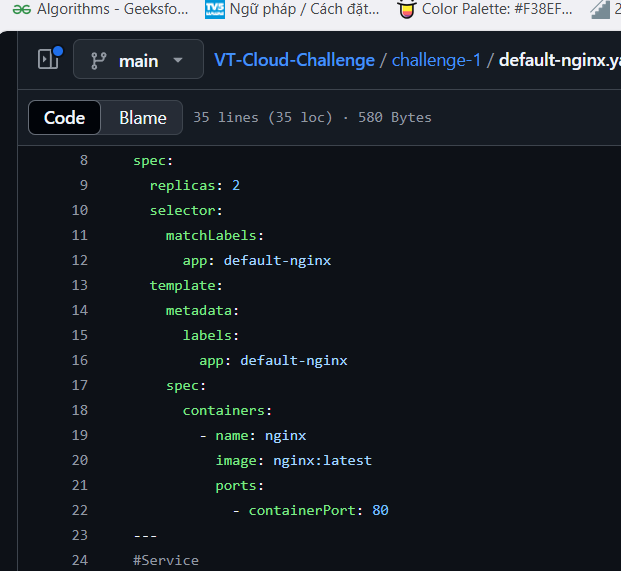 Algorithms - Geeksfo...
TV5 MONDE Ngữ pháp / Cách đặt...
Color Palette: #F38EF...
2
main
VT-Cloud-Challenge / challenge-1 / default-nginx.ya
Code Blame 35 lines (35 loc) · 580 Bytes
8 spec:
9   replicas: 2
10   selector:
11     matchLabels:
12       app: default-nginx
13   template:
14     metadata:
15       labels:
16         app: default-nginx
17     spec:
18       containers:
19         - name: nginx
20           image: nginx:latest
21           ports:
22             - containerPort: 80
23 ---
24 #Service